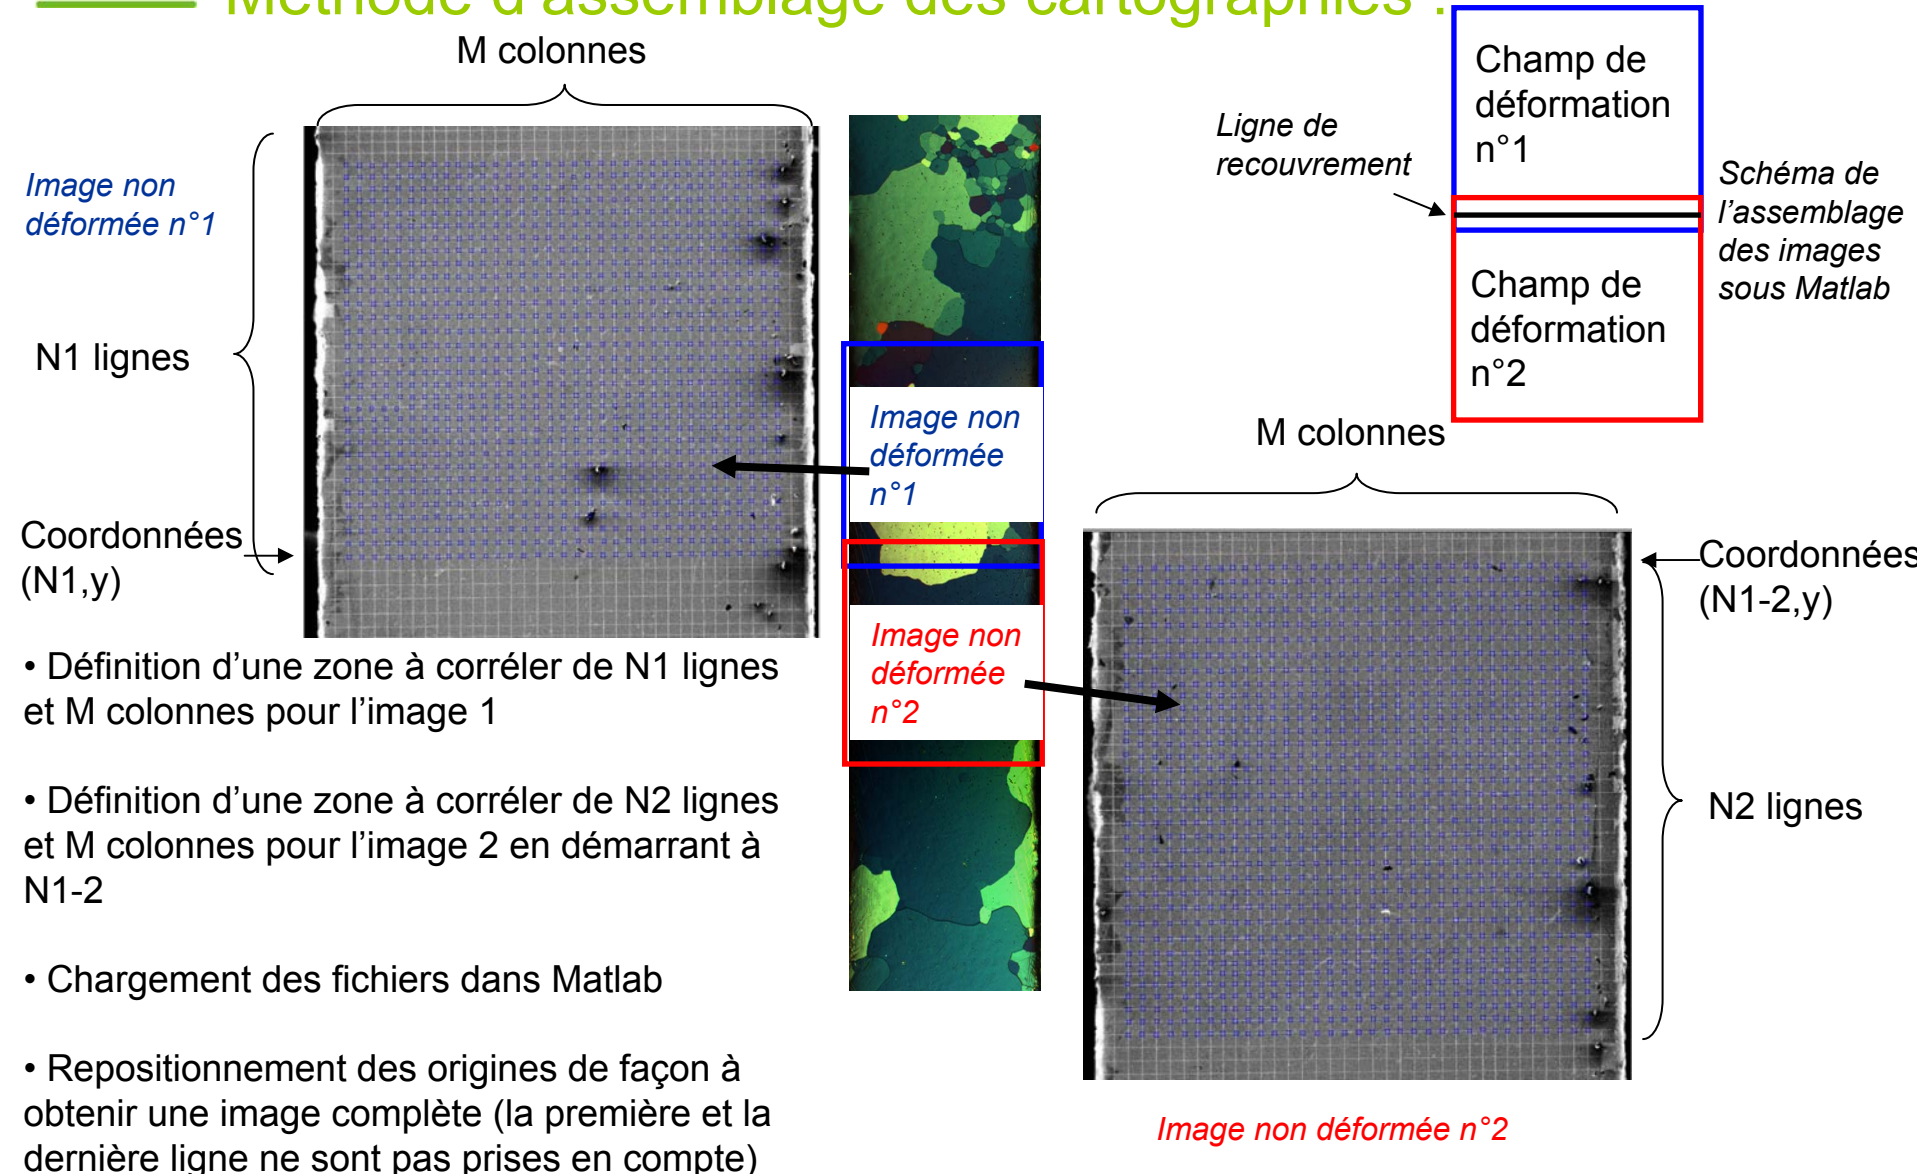 Méthode d'assemblage des cartographies :
M colonnes
Image non
déformée n°1
N1 lignes
Coordonnées
(N1,y)
Champ de
déformation
n°1
Ligne de
recouvrement
Schéma de
l'assemblage
des images
sous Matlab
Champ de
déformation
n°2
Image non
déformée
n°1
Image non
déformée
n°2
M colonnes
Coordonnées
(N1-2,y)
N2 lignes
Image non déformée n°2
• Définition d'une zone à corréler de N1 lignes
et M colonnes pour l'image 1
• Définition d'une zone à corréler de N2 lignes
et M colonnes pour l'image 2 en démarrant à
N1-2
• Chargement des fichiers dans Matlab
• Repositionnement des origines de façon à
obtenir une image complète (la première et la
dernière ligne ne sont pas prises en compte)